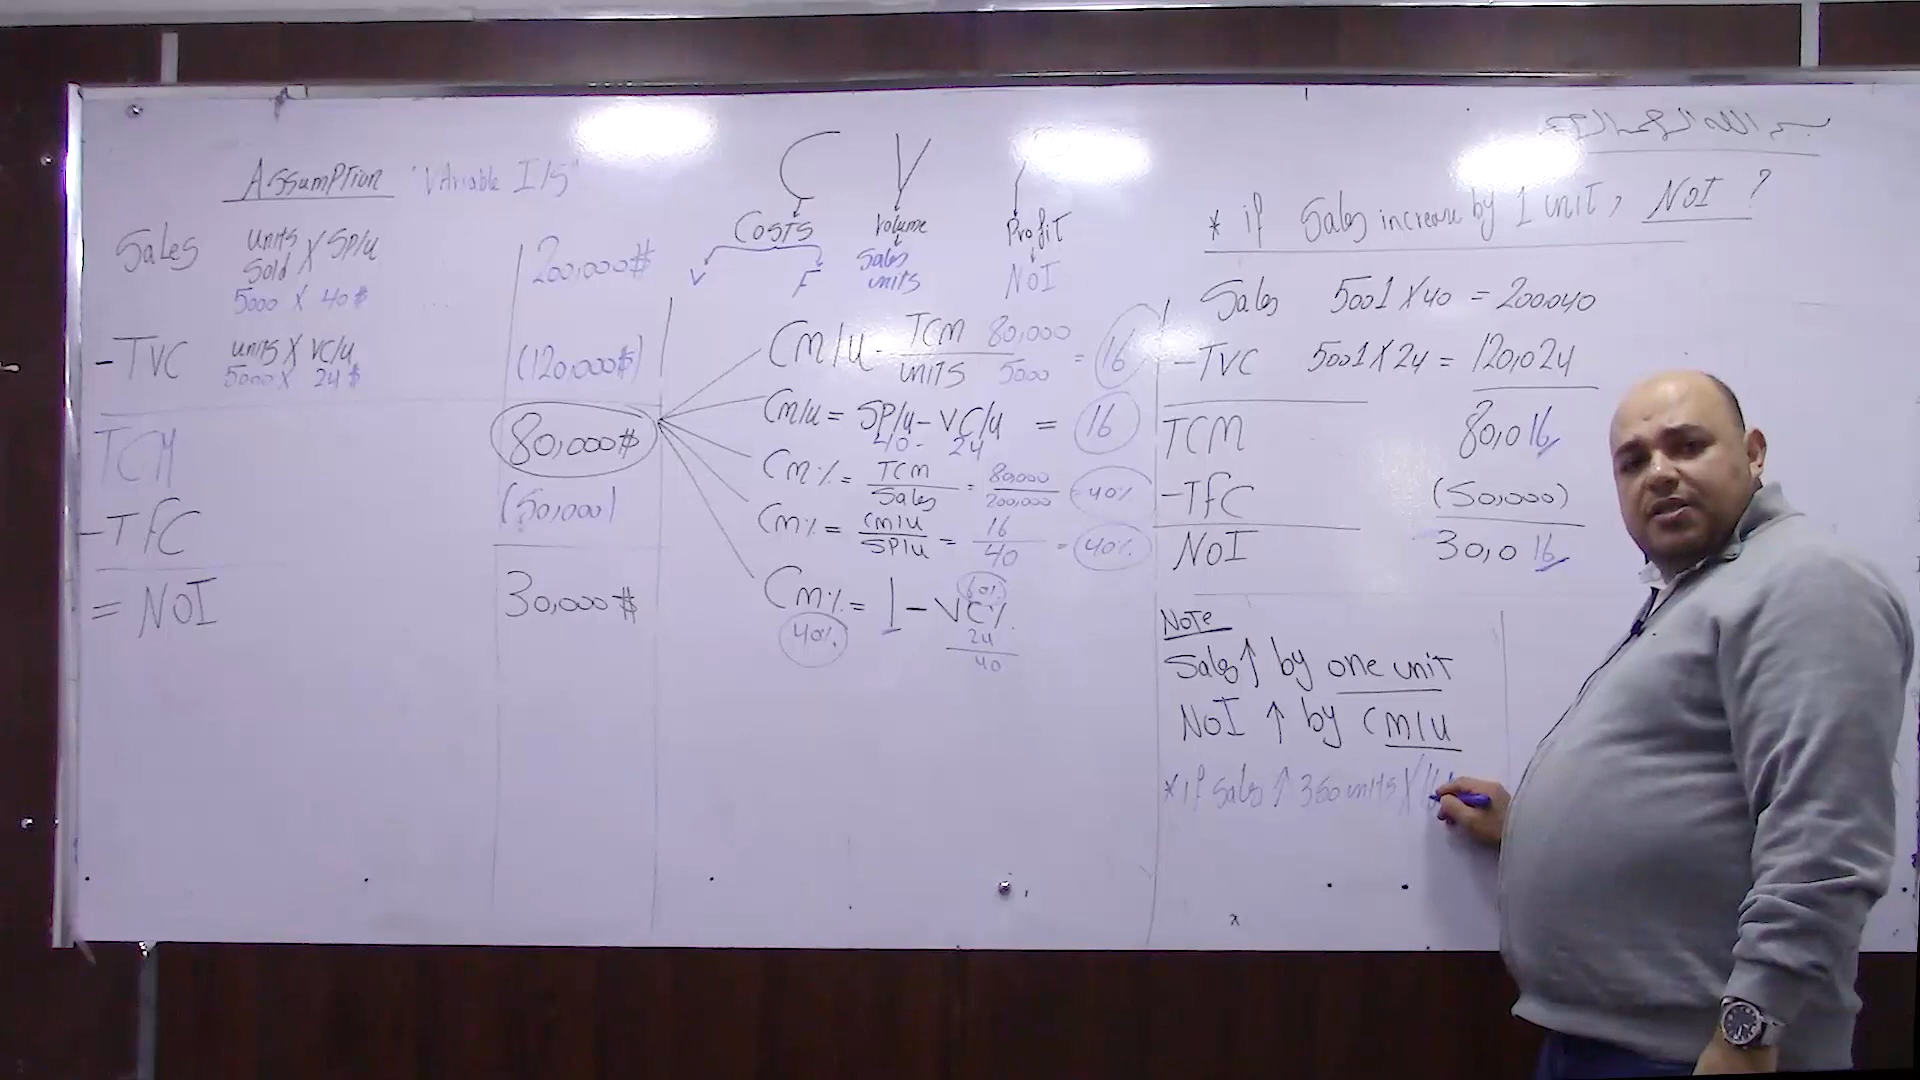 Assumption "Variable I/S"
Sales units sold X SP/u 200,000$
5000 X 40$
-TVC units X VC/u (120,000$)
5000 X 24$
TCM 80,000$
-TFC (50,000)
= NOI 30,000$
C V
Costs Volume Profit
V F Sales units NOI
Cm/u = TCM / units 80,000 / 5000 = 16
Cm/u = SP/u - VC/u = 16
40 - 24
Cm% = TCM / Sales = 80,000 / 200,000 = 40%
Cm% = Cm/u / SP/u = 16 / 40 = 40%
60%
Cm% = 1 - VC%
40% 24 / 40
بسم الله الرحمن الرحيم
* if Sales increase by 1 unit, NOI ?
Sales 5001 X 40 = 200,040
-TVC 5001 X 24 = 120,024
TCM 80,016
-TFC (50,000)
NOI 30,016
Note
Sales ↑ by one unit
NOI ↑ by Cm/u
* if Sales ↑ 350 units X 16